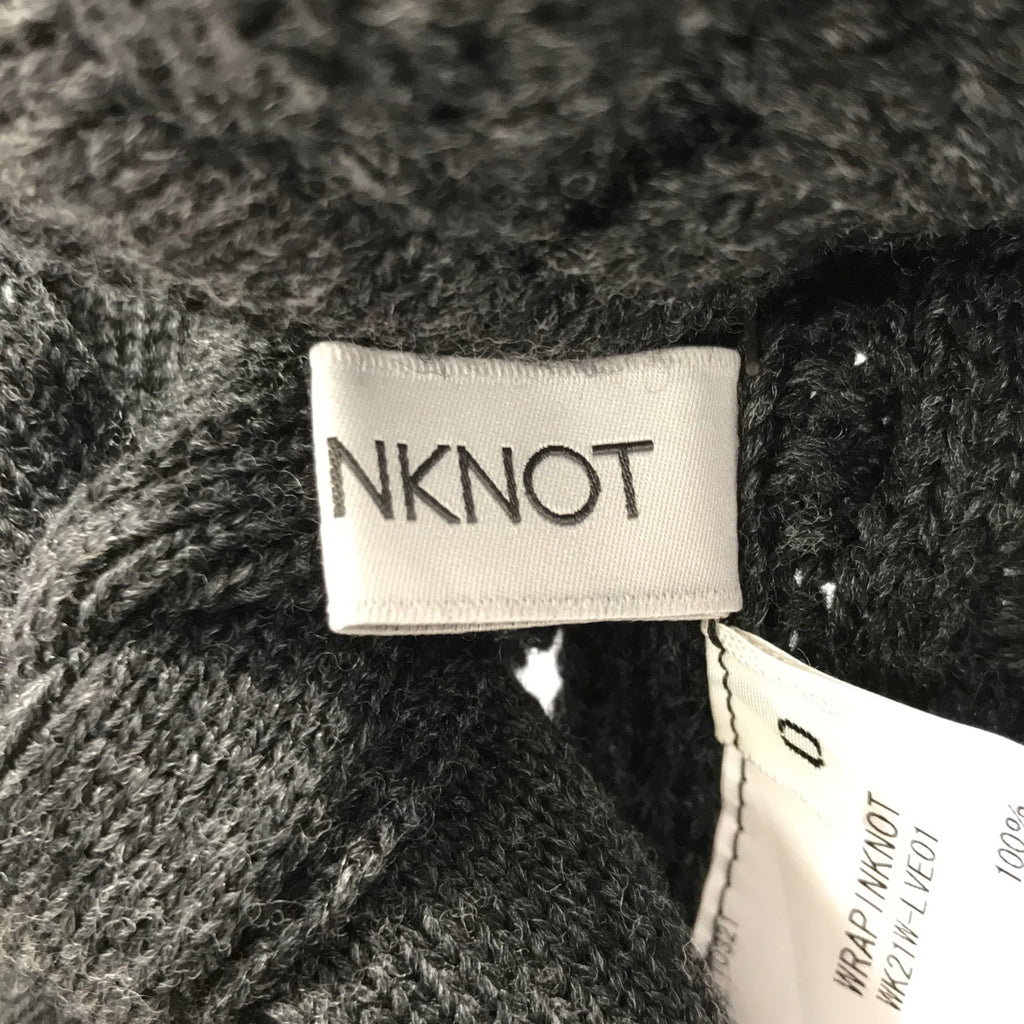 NKNOT
0
WRAP INKNOT
WK21W-LVE01
100%